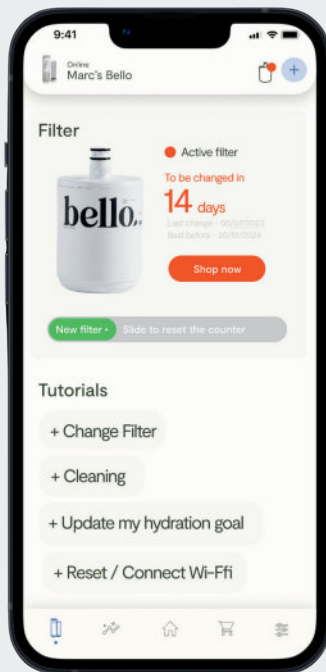 9:41
Online
Marc's Bello
Filter
bello..
Active filter
To be changed in
14 days
Last change - 05/07/2023
Best before - 20/10/2024
Shop now
New filter • Slide to reset the counter
Tutorials
+ Change Filter
+ Cleaning
+ Update my hydration goal
+ Reset / Connect Wi-Ffi